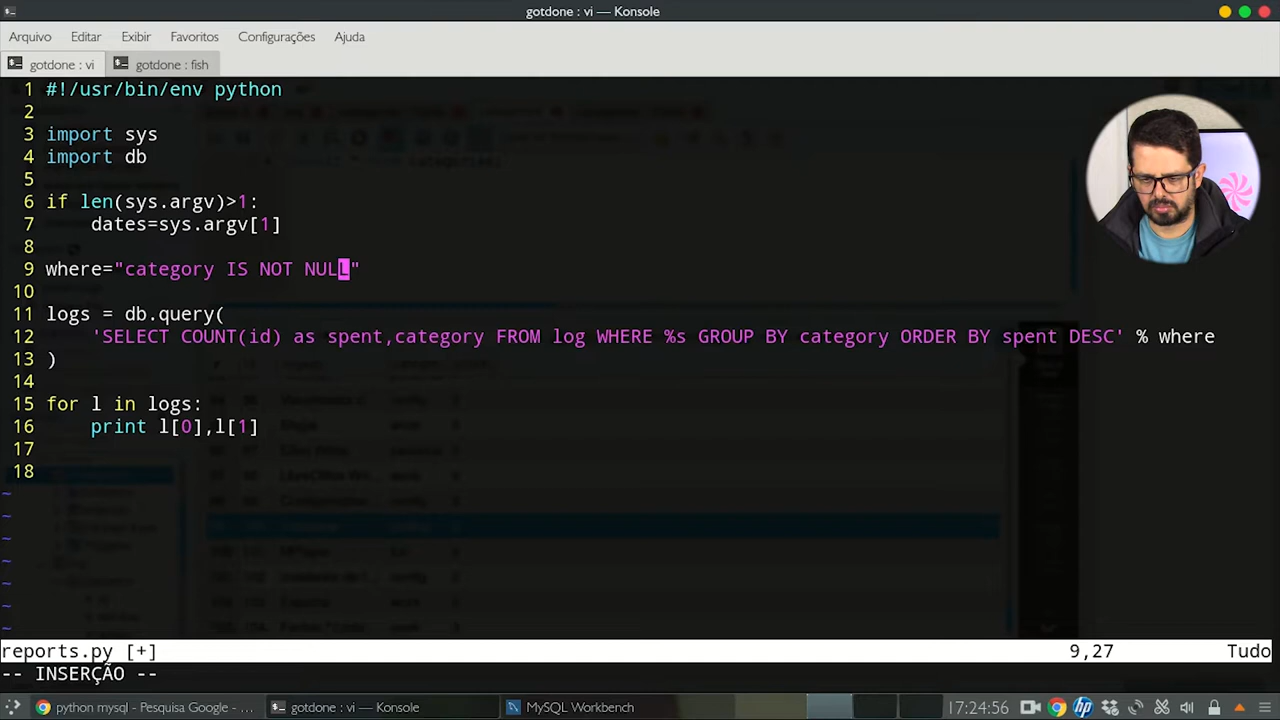 gotdone : vi — Konsole
Arquivo Editar Exibir Favoritos Configurações Ajuda
gotdone : vi gotdone : fish
1 #!/usr/bin/env python
2
3 import sys
4 import db
5
6 if len(sys.argv)>1:
7 dates=sys.argv[1]
8
9 where="category IS NOT NULL"
10
11 logs = db.query(
12 'SELECT COUNT(id) as spent,category FROM log WHERE %s GROUP BY category ORDER BY spent DESC' % where
13 )
14
15 for l in logs:
16 print l[0],l[1]
17
18
~
~
~
~
~
~
~
reports.py [+] 9,27 Tudo
-- INSERÇÃO --
python mysql - Pesquisa Google - ... gotdone : vi — Konsole MySQL Workbench 17:24:56